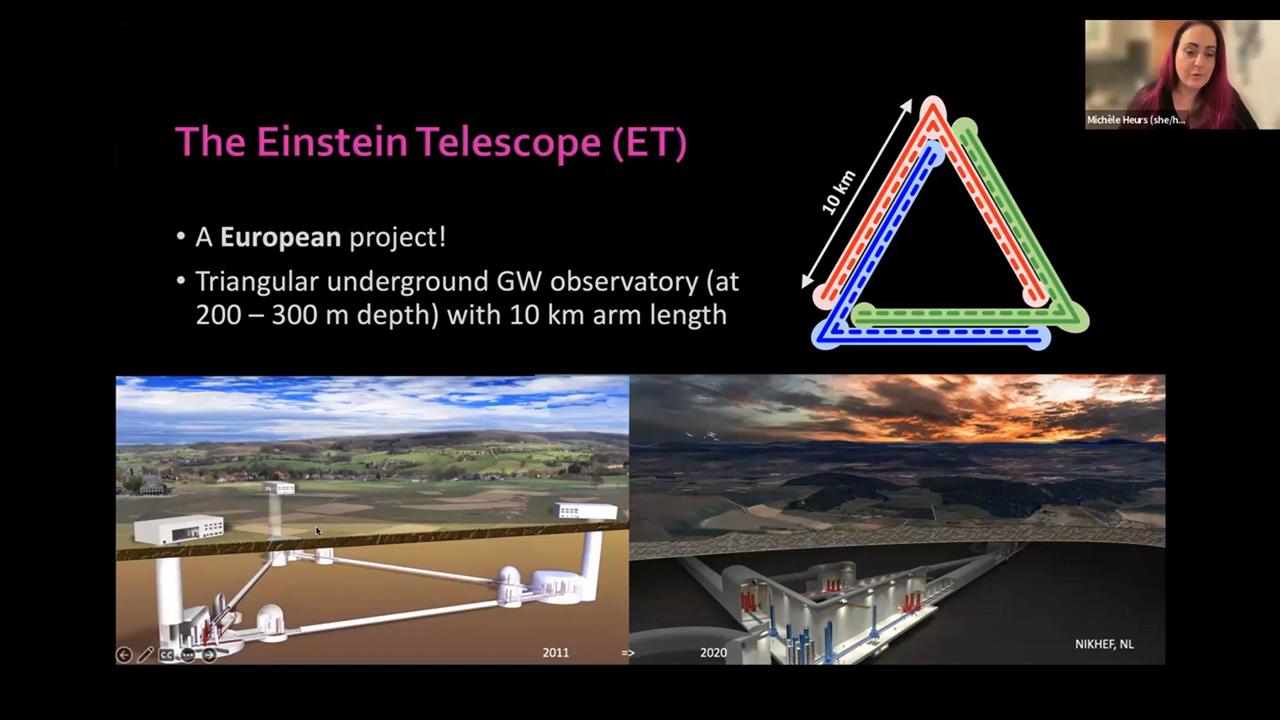 Michèle Heurs (she/h...
The Einstein Telescope (ET)
10 km
• A European project!
• Triangular underground GW observatory (at
200 – 300 m depth) with 10 km arm length
2011 => 2020
NIKHEF, NL
CC